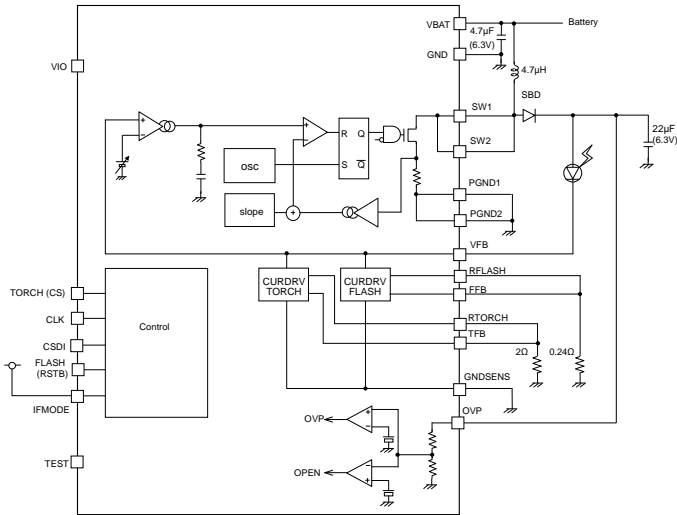 VBAT
Battery
4.7μF
(6.3V)
GND
4.7μH
VIO
SBD
SW1
22μF
(6.3V)
+
−
+
−
R Q
S Q̅
SW2
osc
PGND1
slope
+
PGND2
VFB
CURDRV
TORCH
CURDRV
FLASH
RFLASH
FFB
TORCH (CS)
CLK
Control
RTORCH
TFB
CSDI
2Ω
0.24Ω
FLASH
(RSTB)
GNDSENS
IFMODE
OVP
OVP
+
−
TEST
OPEN
−
+